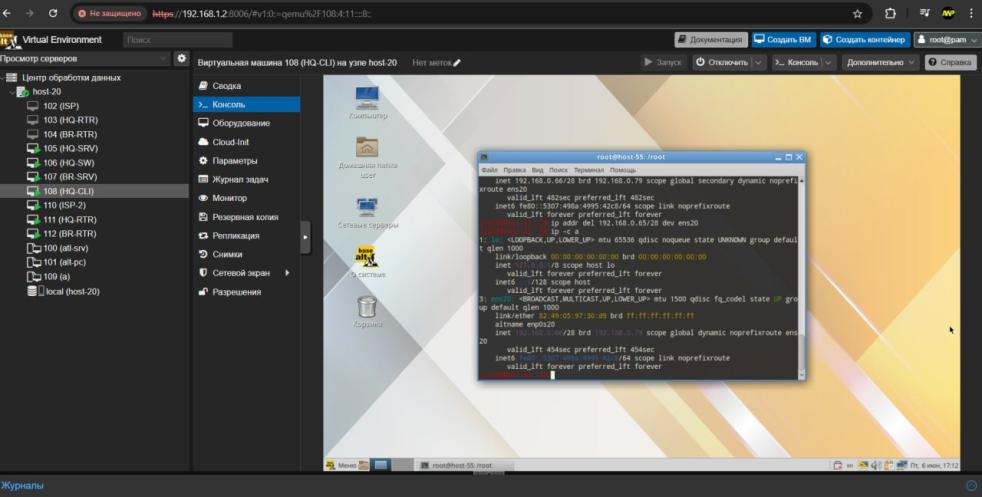 Не защищено https://192.168.1.2:8006/#v1:0:=qemu%2F108:4:11::::8::
base alt Virtual Environment Поиск Документация Создать ВМ Создать контейнер root@pam
Просмотр серверов
Центр обработки данных
host-20
102 (ISP)
103 (HQ-RTR)
104 (BR-RTR)
105 (HQ-SRV)
106 (HQ-SW)
107 (BR-SRV)
108 (HQ-CLI)
110 (ISP-2)
111 (HQ-RTR)
112 (BR-RTR)
100 (atl-srv)
101 (alt-pc)
109 (a)
local (host-20)
Виртуальная машина 108 (HQ-CLI) на узле host-20 Нет меток Запуск Отключить >_ Консоль Дополнительно Справка
Сводка
>_ Консоль
Оборудование
Cloud-Init
Параметры
Журнал задач
Монитор
Резервная копия
Репликация
Снимки
Сетевой экран
Разрешения
Компьютер
Домашняя папка
user
Сетевые серверы
base
alt
О системе
Корзина
root@host-55: /root
Файл Правка Вид Поиск Терминал Помощь
inet 192.168.0.66/28 brd 192.168.0.79 scope global secondary dynamic noprefi
xroute ens20
valid_lft 482sec preferred_lft 482sec
inet6 fe80::5307:498a:4995:42c8/64 scope link noprefixroute
valid_lft forever preferred_lft forever
ip addr del 192.168.0.65/28 dev ens20
ip -c a
1: lo: <LOOPBACK,UP,LOWER_UP> mtu 65536 qdisc noqueue state UNKNOWN group defaul
t qlen 1000
link/loopback 00:00:00:00:00:00 brd 00:00:00:00:00:00
inet 127.0.0.1/8 scope host lo
valid_lft forever preferred_lft forever
inet6 ::1/128 scope host
valid_lft forever preferred_lft forever
3: ens20: <BROADCAST,MULTICAST,UP,LOWER_UP> mtu 1500 qdisc fq_codel state UP gro
up default qlen 1000
link/ether 82:49:05:97:30:d9 brd ff:ff:ff:ff:ff:ff
altname enp0s20
inet 192.168.0.66/28 brd 192.168.0.79 scope global dynamic noprefixroute ens
20
valid_lft 454sec preferred_lft 454sec
inet6 fe80::5307:498a:4995:42c8/64 scope link noprefixroute
valid_lft forever preferred_lft forever
Меню root@host-55: /root en Пт, 6 июн, 17:12
Журналы